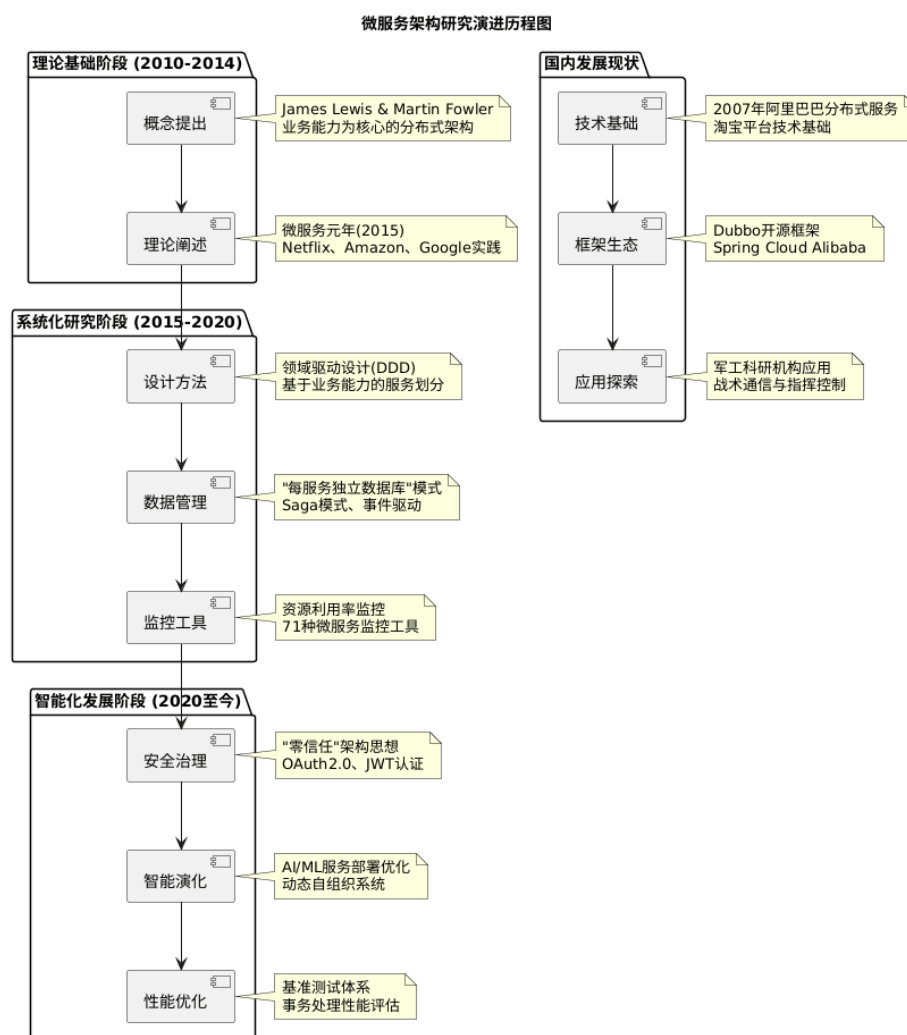 微服务架构研究演进历程图
理论基础阶段 (2010-2014)
概念提出
James Lewis & Martin Fowler
业务能力为核心的分布式架构
理论阐述
微服务元年(2015)
Netflix、Amazon、Google实践
系统化研究阶段 (2015-2020)
设计方法
领域驱动设计(DDD)
基于业务能力的服务划分
数据管理
"每服务独立数据库"模式
Saga模式、事件驱动
监控工具
资源利用率监控
71种微服务监控工具
智能化发展阶段 (2020至今)
安全治理
"零信任"架构思想
OAuth2.0、JWT认证
智能演化
AI/ML服务部署优化
动态自组织系统
性能优化
基准测试体系
事务处理性能评估
国内发展现状
技术基础
2007年阿里巴巴分布式服务
淘宝平台技术基础
框架生态
Dubbo开源框架
Spring Cloud Alibaba
应用探索
军工科研机构应用
战术通信与指挥控制